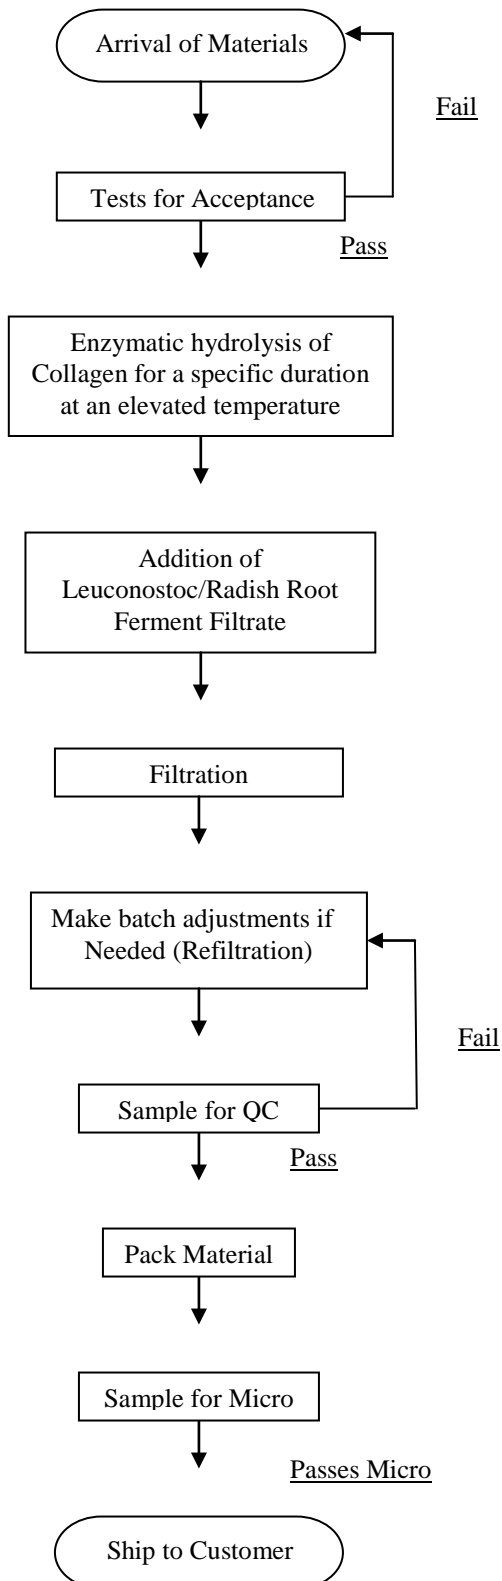 Arrival of Materials
Fail
Tests for Acceptance
Pass
Enzymatic hydrolysis of
Collagen for a specific duration
at an elevated temperature
Addition of
Leuconostoc/Radish Root
Ferment Filtrate
Filtration
Make batch adjustments if
Needed (Refiltration)
Fail
Sample for QC
Pass
Pack Material
Sample for Micro
Passes Micro
Ship to Customer